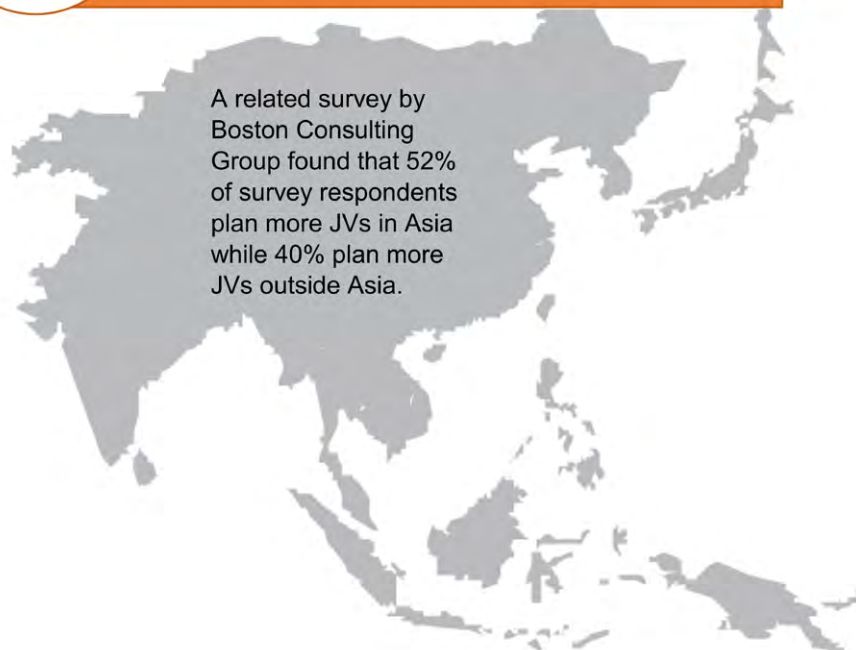 A related survey by
Boston Consulting
Group found that 52%
of survey respondents
plan more JVs in Asia
while 40% plan more
JVs outside Asia.